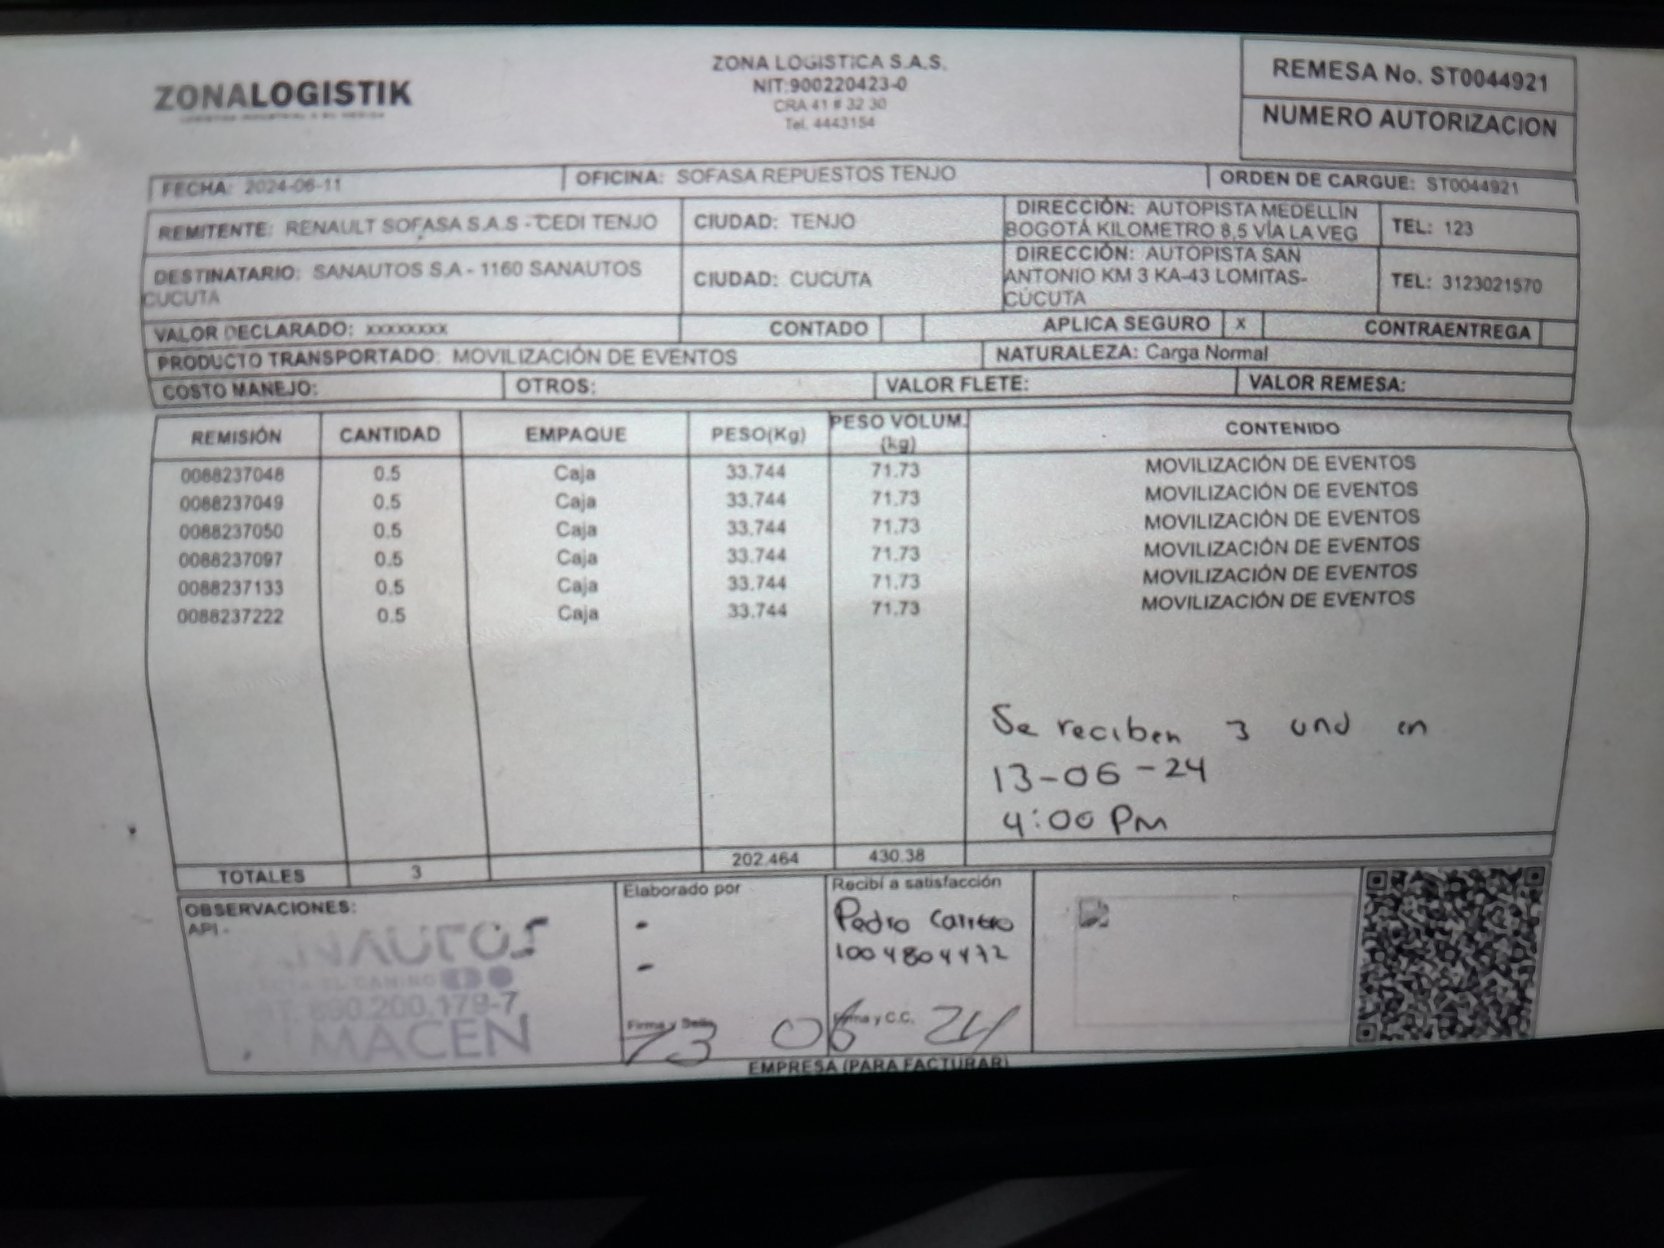 ZONALOGISTIK
ZONA LOGISTICA S.A.S.
NIT:900220423-0
CRA 41 # 32 30
Tel. 4443154
REMESA No. ST0044921
NUMERO AUTORIZACION
FECHA: 2024-06-11 OFICINA: SOFASA REPUESTOS TENJO ORDEN DE CARGUE: ST0044921
REMITENTE: RENAULT SOFASA S.A.S - CEDI TENJO CIUDAD: TENJO DIRECCIÓN: AUTOPISTA MEDELLÍN
BOGOTÁ KILOMETRO 8,5 VÍA LA VEG TEL: 123
DESTINATARIO: SANAUTOS S.A - 1160 SANAUTOS
CUCUTA CIUDAD: CUCUTA DIRECCIÓN: AUTOPISTA SAN
ANTONIO KM 3 KA-43 LOMITAS-
CÚCUTA TEL: 3123021570
VALOR DECLARADO: xxxxxxxx CONTADO APLICA SEGURO X CONTRAENTREGA
PRODUCTO TRANSPORTADO: MOVILIZACIÓN DE EVENTOS NATURALEZA: Carga Normal
COSTO MANEJO: OTROS: VALOR FLETE: VALOR REMESA:
REMISIÓN CANTIDAD EMPAQUE PESO(Kg) PESO VOLUM.
(kg) CONTENIDO
0088237048 0.5 Caja 33.744 71.73 MOVILIZACIÓN DE EVENTOS
0088237049 0.5 Caja 33.744 71.73 MOVILIZACIÓN DE EVENTOS
0088237050 0.5 Caja 33.744 71.73 MOVILIZACIÓN DE EVENTOS
0088237097 0.5 Caja 33.744 71.73 MOVILIZACIÓN DE EVENTOS
0088237133 0.5 Caja 33.744 71.73 MOVILIZACIÓN DE EVENTOS
0088237222 0.5 Caja 33.744 71.73 MOVILIZACIÓN DE EVENTOS
Se reciben 3 und en
13-06-24
4:00 PM
TOTALES 3 202.464 430.38
OBSERVACIONES:
API -
EL CAMINO
Elaborado por
-
-
Firma y Sello
Recibí a satisfacción
Pedro Carrero
1004804472
Firma y C.C.
13 06 24
EMPRESA (PARA FACTURAR)